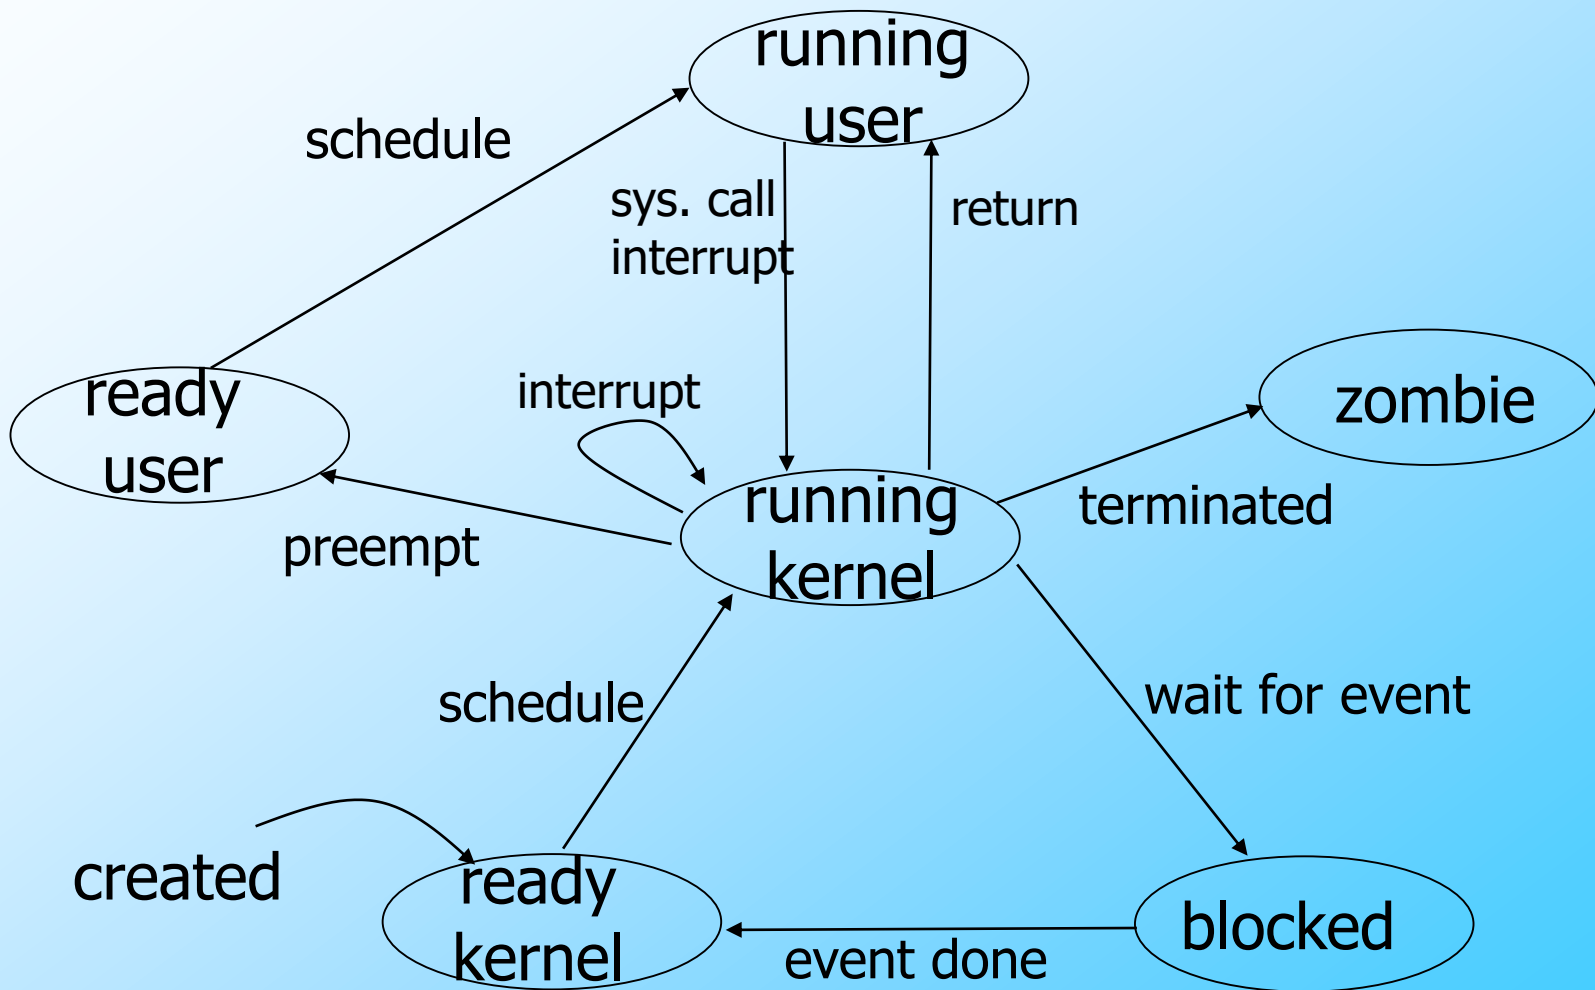 running
user
schedule
sys. call
interrupt
return
ready
user
interrupt
zombie
preempt
running
kernel
terminated
schedule
wait for event
created
ready
kernel
event done
blocked